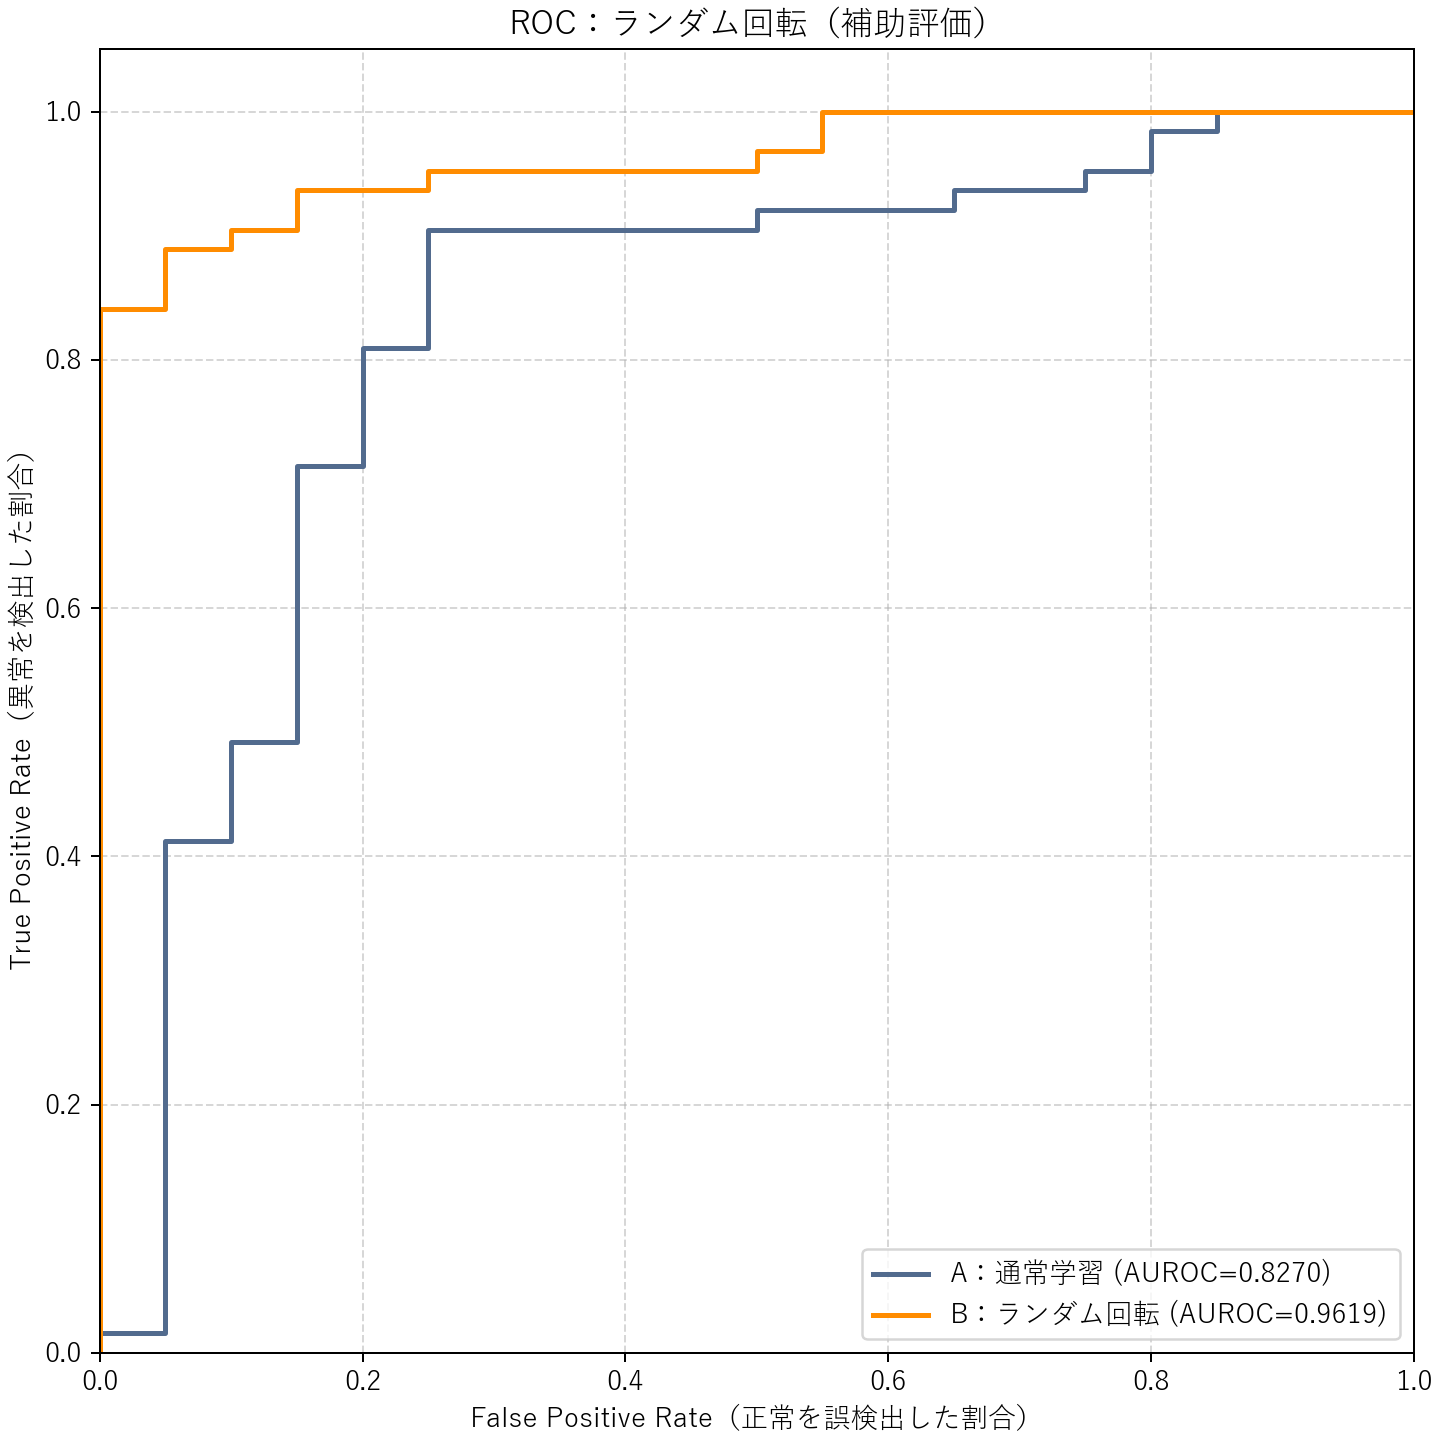 ROC：ランダム回転（補助評価）
True Positive Rate（異常を検出した割合）
1.0
0.8
0.6
0.4
0.2
0.0
0.0 0.2 0.4 0.6 0.8 1.0
False Positive Rate（正常を誤検出した割合）
A：通常学習 (AUROC=0.8270)
B：ランダム回転 (AUROC=0.9619)